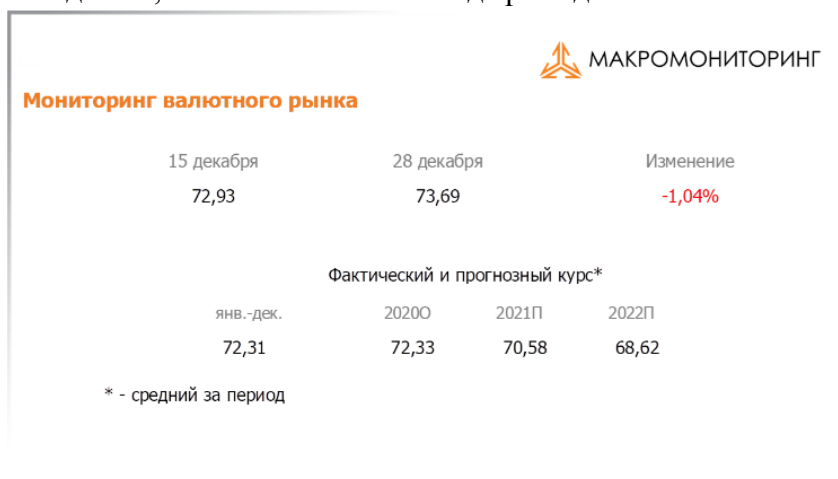 МАКРОМОНИТОРИНГ
Мониторинг валютного рынка
15 декабря 28 декабря Изменение
72,93 73,69 -1,04%
Фактический и прогнозный курс*
янв.-дек. 2020О 2021П 2022П
72,31 72,33 70,58 68,62
* - средний за период